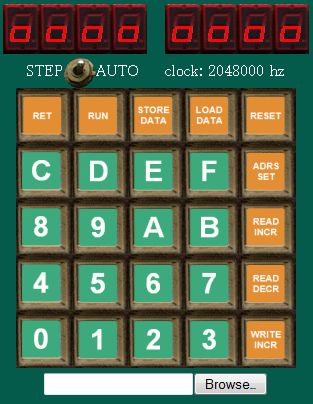 dddd dddd
STEP AUTO clock: 2048000 hz
RET RUN STORE DATA LOAD DATA RESET
C D E F ADRS SET
8 9 A B READ INCR
4 5 6 7 READ DECR
0 1 2 3 WRITE INCR
Browse..